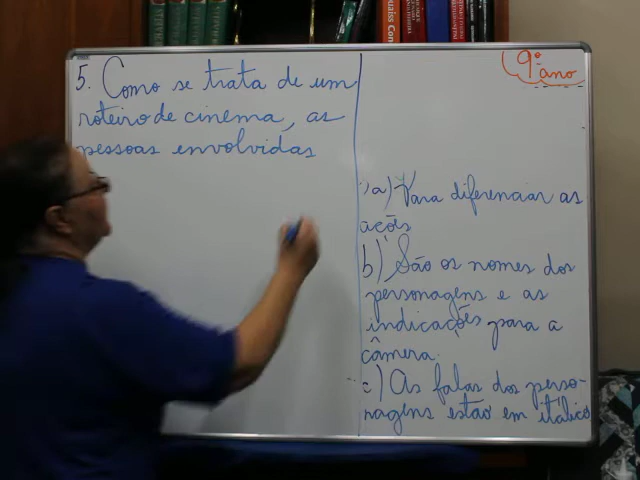 5. Como se trata de um
roteiro de cinema, as
pessoas envolvidas
9º
ano
a) Para diferenciar as
ações
b) São os nomes dos
personagens e as
indicações para a
câmera.
c) As falas dos perso-
nagens estão em itálico